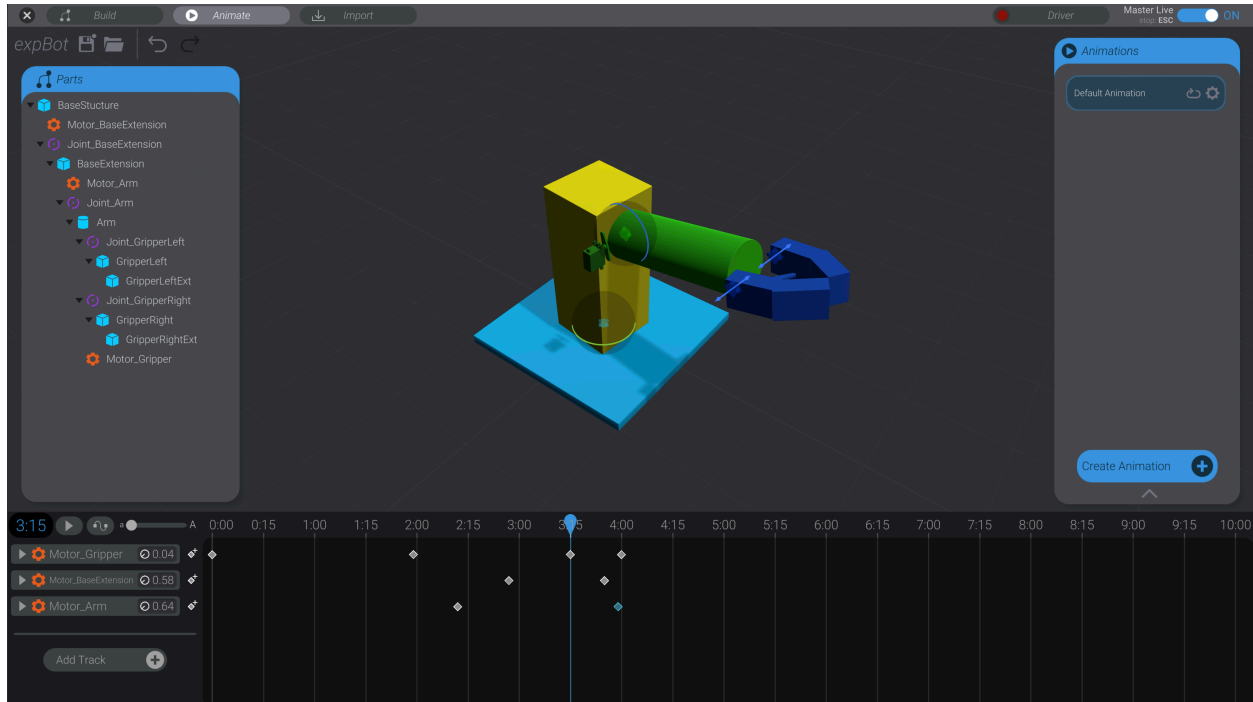 Build
Animate
Import
Driver
Master Live
stop: ESC
ON
expBot
Parts
BaseStucture
Motor_BaseExtension
Joint_BaseExtension
BaseExtension
Motor_Arm
Joint_Arm
Arm
Joint_GripperLeft
GripperLeft
GripperLeftExt
Joint_GripperRight
GripperRight
GripperRightExt
Motor_Gripper
Animations
Default Animation
Create Animation
3:15 a A 0:00 0:15 1:00 1:15 2:00 2:15 3:00 3:15 4:00 4:15 5:00 5:15 6:00 6:15 7:00 7:15 8:00 8:15 9:00 9:15 10:00
Motor_Gripper 0.04
Motor_BaseExtension 0.58
Motor_Arm 0.64
Add Track